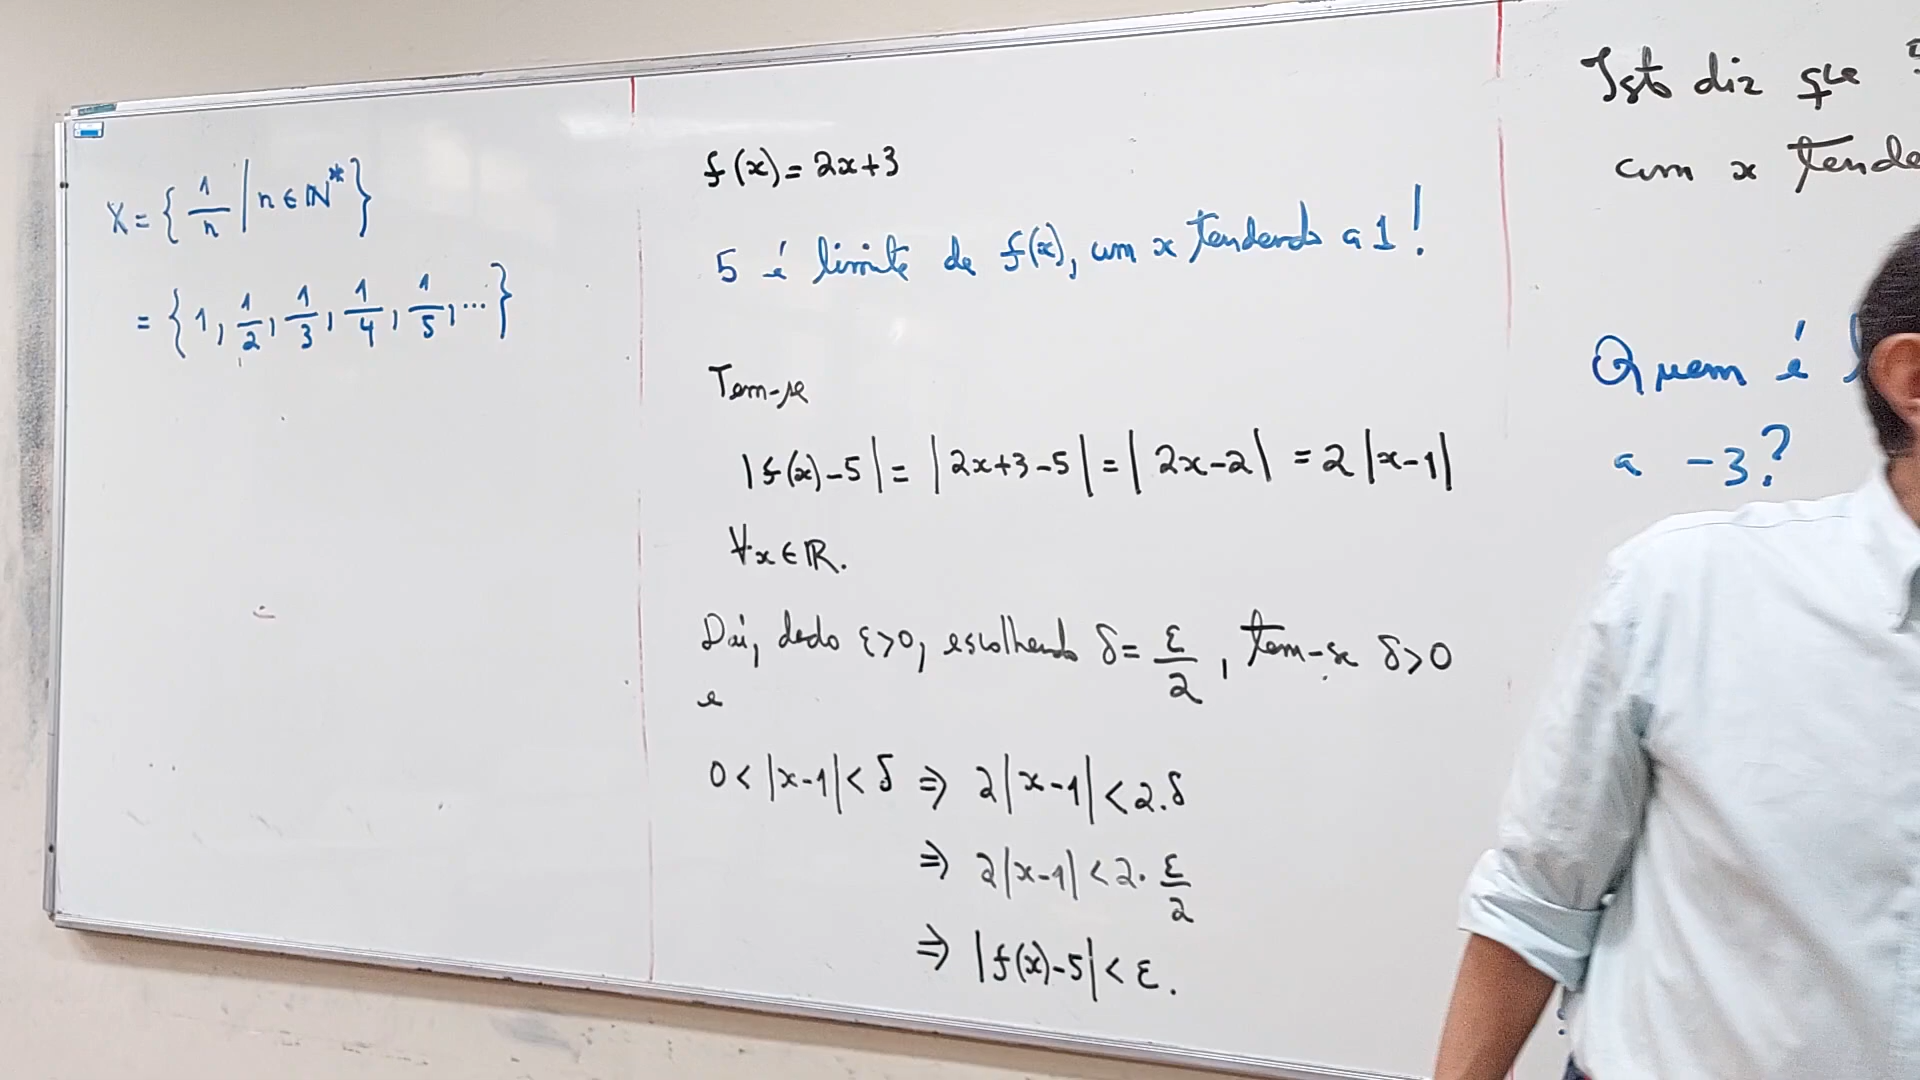 X = { 1/n | n ∈ ℕ* }
= { 1, 1/2, 1/3, 1/4, 1/5, ... }
f(x) = 2x+3
5 é limite de f(x), com x tendendo a 1!
Tem-se
|f(x)-5| = |2x+3-5| = |2x-2| = 2|x-1|
∀x ∈ ℝ.
Daí, dado ε>0, escolhendo δ = ε/2, tem-se δ>0
e
0 < |x-1| < δ ⇒ 2|x-1| < 2.δ
⇒ 2|x-1| < 2. ε/2
⇒ |f(x)-5| < ε.
Isto diz que
com x tende
Quem é
a -3?